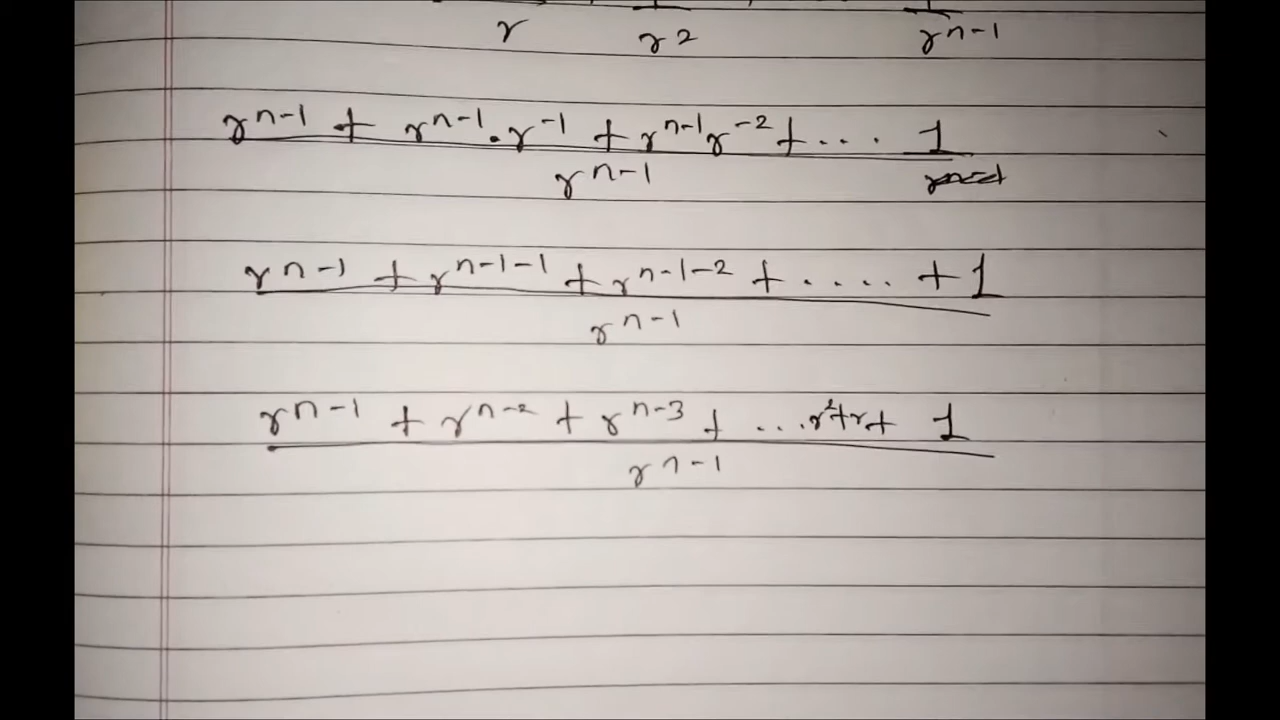 r r² rⁿ⁻¹
rⁿ⁻¹ + rⁿ⁻¹·r⁻¹ + rⁿ⁻¹r⁻² + ... 1
rⁿ⁻¹
rⁿ⁻¹ + rⁿ⁻¹⁻¹ + rⁿ⁻¹⁻² + ..... + 1
rⁿ⁻¹
rⁿ⁻¹ + rⁿ⁻² + rⁿ⁻³ + ... r²+r+ 1
rⁿ⁻¹